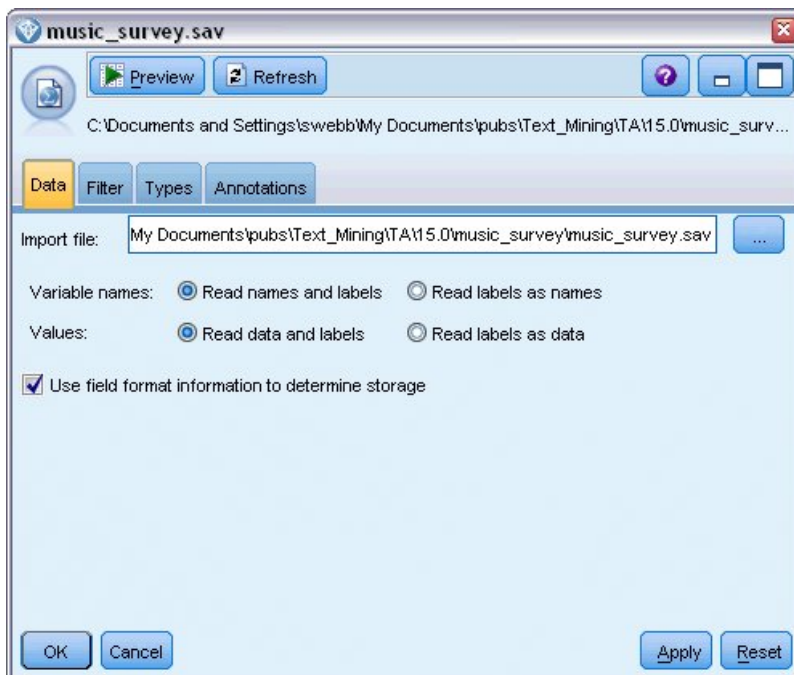 music_survey.sav
Preview Refresh
C:\Documents and Settings\swebb\My Documents\pubs\Text_Mining\TA\15.0\music_surv...
Data Filter Types Annotations
Import file: My Documents\pubs\Text_Mining\TA\15.0\music_survey\music_survey.sav ...
Variable names: Read names and labels Read labels as names
Values: Read data and labels Read labels as data
Use field format information to determine storage
OK Cancel Apply Reset